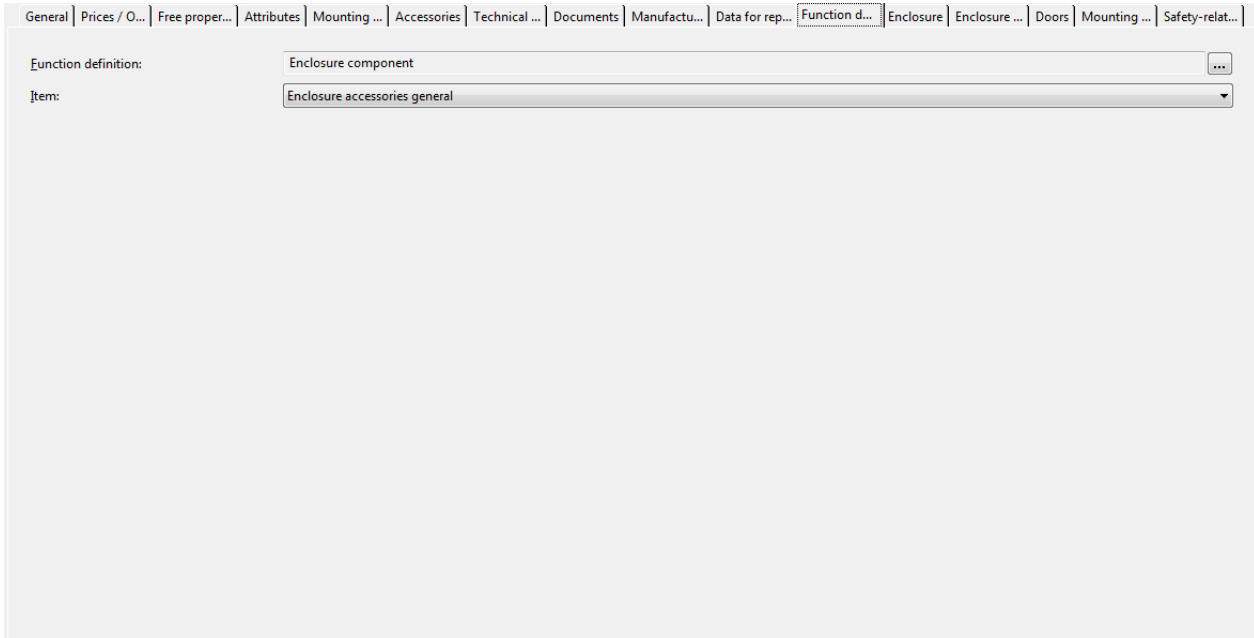 General Prices / O... Free proper... Attributes Mounting ... Accessories Technical ... Documents Manufactu... Data for rep... Function d... Enclosure Enclosure ... Doors Mounting ... Safety-relat...
Function definition: Enclosure component ...
Item: Enclosure accessories general